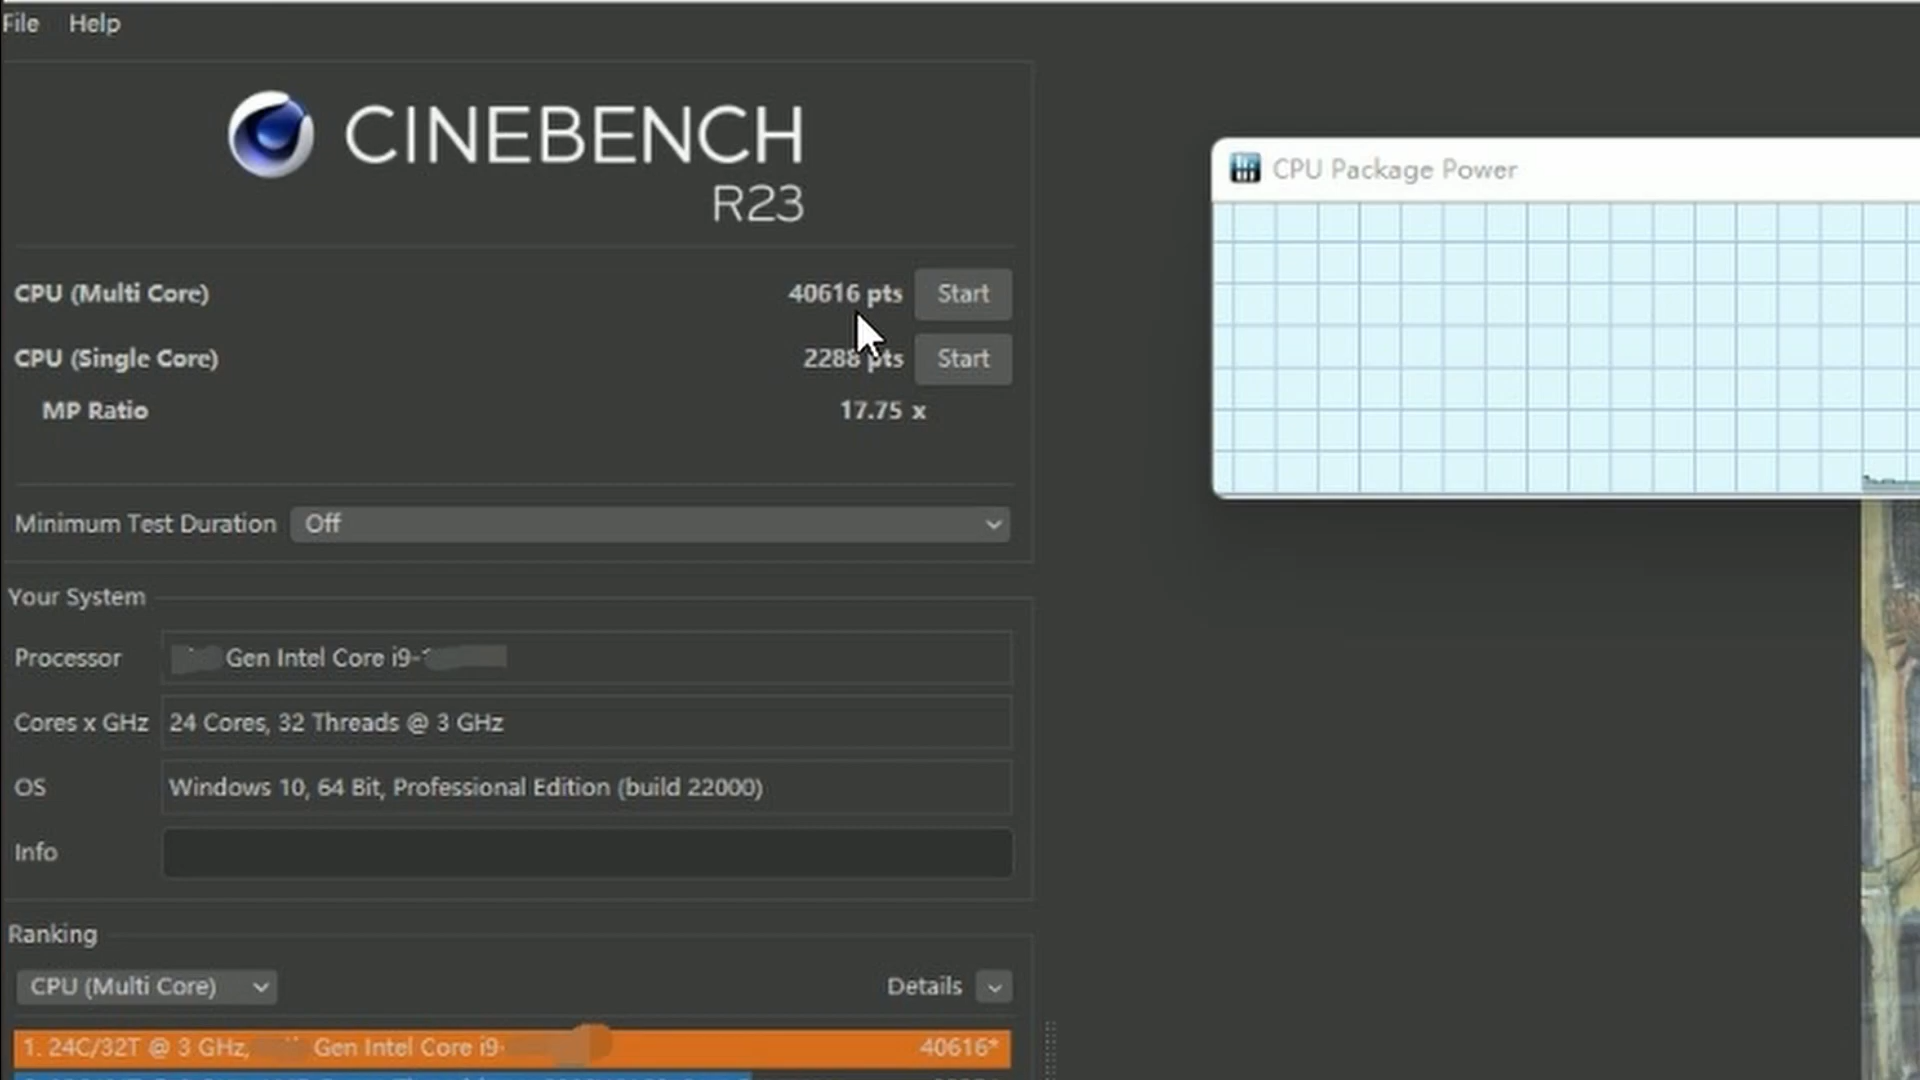 File Help
CINEBENCH
R23
CPU Package Power
CPU (Multi Core) 40616 pts Start
CPU (Single Core) 2288 pts Start
MP Ratio 17.75 x
Minimum Test Duration Off
Your System
Processor Gen Intel Core i9-
Cores x GHz 24 Cores, 32 Threads @ 3 GHz
OS Windows 10, 64 Bit, Professional Edition (build 22000)
Info
Ranking
CPU (Multi Core) Details
1. 24C/32T @ 3 GHz, Gen Intel Core i9- 40616*